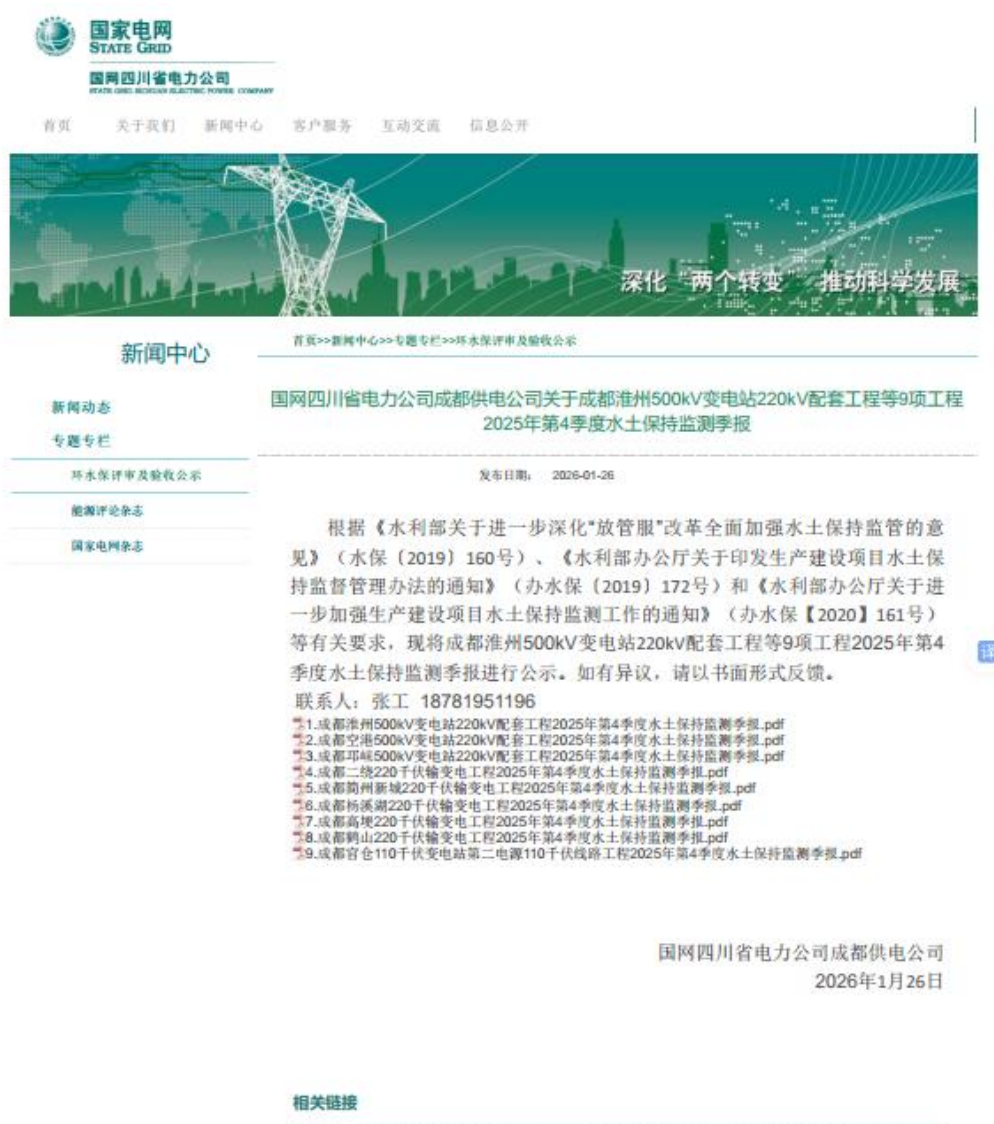 国家电网
STATE GRID
国网四川省电力公司
STATE GRID SICHUAN ELECTRIC POWER COMPANY
首页 关于我们 新闻中心 客户服务 互动交流 信息公开
深化“两个转变” 推动科学发展
新闻中心
首页>>新闻中心>>专题专栏>>环水保评审及验收公示
新闻动态
专题专栏
环水保评审及验收公示
能源评论杂志
国家电网杂志
国网四川省电力公司成都供电公司关于成都淮州500kV变电站220kV配套工程等9项工程
2025年第4季度水土保持监测季报
发布日期： 2026-01-26
根据《水利部关于进一步深化“放管服”改革全面加强水土保持监管的意
见》（水保〔2019〕160号）、《水利部办公厅关于印发生产建设项目水土保
持监督管理办法的通知》（办水保〔2019〕172号）和《水利部办公厅关于进
一步加强生产建设项目水土保持监测工作的通知》（办水保【2020】161号）
等有关要求，现将成都淮州500kV变电站220kV配套工程等9项工程2025年第4
季度水土保持监测季报进行公示。如有异议，请以书面形式反馈。
联系人：张工 18781951196
1.成都淮州500kV变电站220kV配套工程2025年第4季度水土保持监测季报.pdf
2.成都空港500kV变电站220kV配套工程2025年第4季度水土保持监测季报.pdf
3.成都邛崃500kV变电站220kV配套工程2025年第4季度水土保持监测季报.pdf
4.成都二绕220千伏输变电工程2025年第4季度水土保持监测季报.pdf
5.成都简州新城220千伏输变电工程2025年第4季度水土保持监测季报.pdf
6.成都杨溪湖220千伏输变电工程2025年第4季度水土保持监测季报.pdf
7.成都高埂220千伏输变电工程2025年第4季度水土保持监测季报.pdf
8.成都鹤山220千伏输变电工程2025年第4季度水土保持监测季报.pdf
9.成都官仓110千伏变电站第二电源110千伏线路工程2025年第4季度水土保持监测季报.pdf
国网四川省电力公司成都供电公司
2026年1月26日
译
相关链接